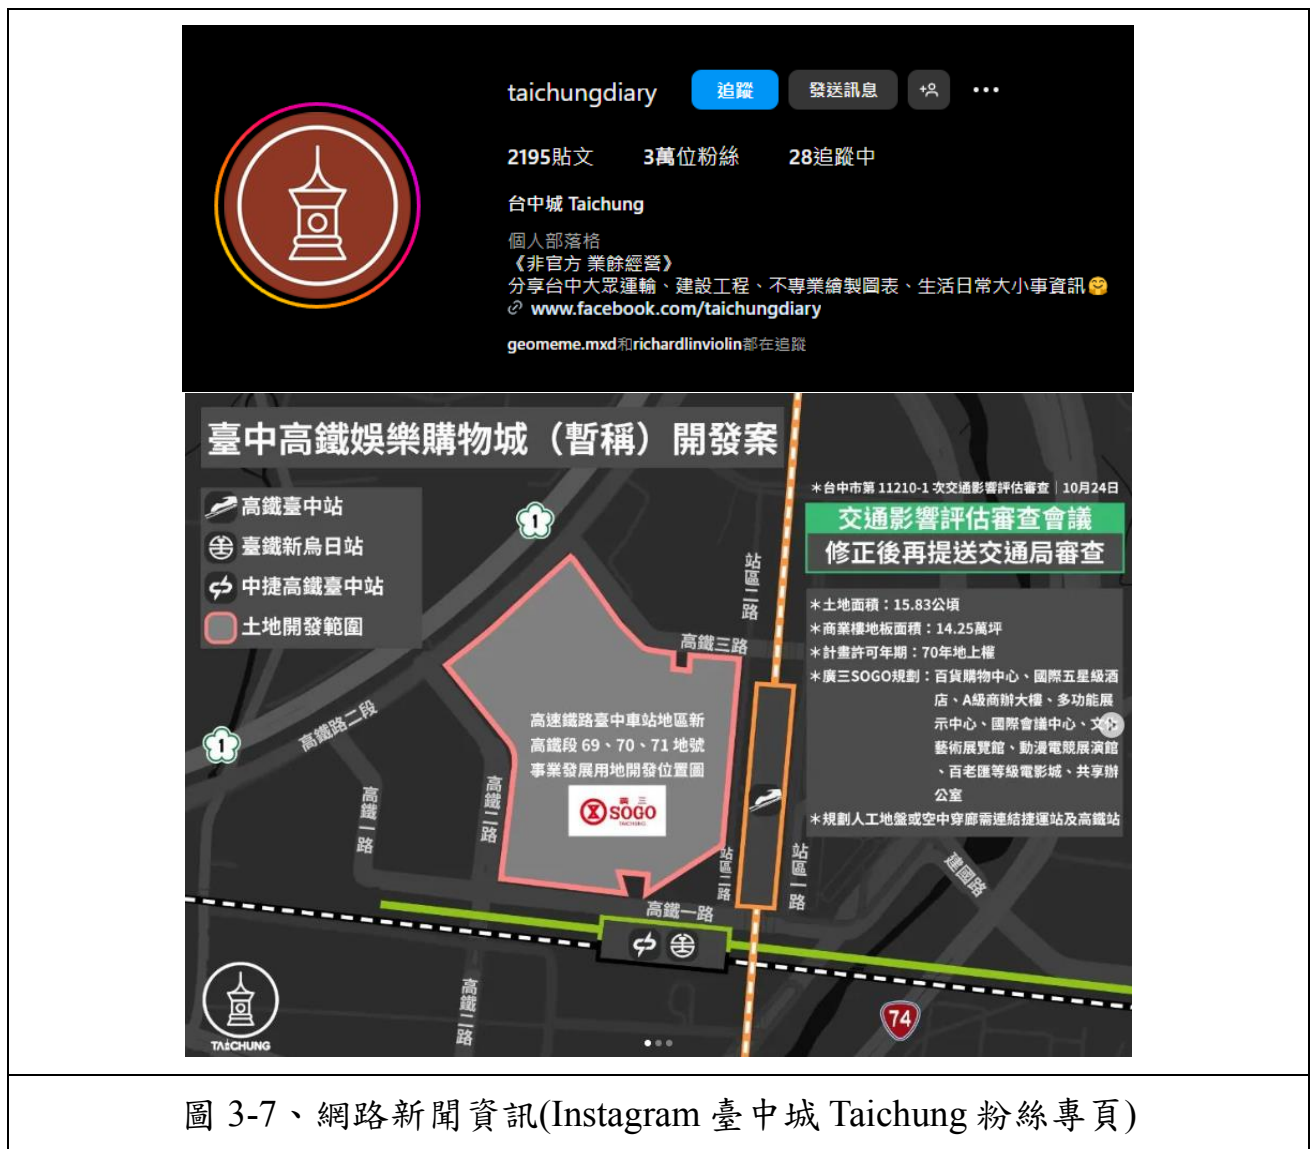 taichungdiary 追蹤 發送訊息
2195貼文 3萬位粉絲 28追蹤中
台中城 Taichung
個人部落格
《非官方 業餘經營》
分享台中大眾運輸、建設工程、不專業繪製圖表、生活日常大小事資訊🤗
www.facebook.com/taichungdiary
geomeme.mxd和richardlinviolin都在追蹤
臺中高鐵娛樂購物城（暫稱）開發案
高鐵臺中站
臺鐵新烏日站
中捷高鐵臺中站
土地開發範圍
＊台中市第 11210-1 次交通影響評估審查｜10月24日
交通影響評估審查會議
修正後再提送交通局審查
＊土地面積：15.83公頃
＊商業樓地板面積：14.25萬坪
＊計畫許可年期：70年地上權
＊廣三SOGO規劃：百貨購物中心、國際五星級酒
店、A級商辦大樓、多功能展
示中心、國際會議中心、文化
藝術展覽館、動漫電競展演館
、百老匯等級電影城、共享辦
公室
＊規劃人工地盤或空中穿廊需連結捷運站及高鐵站
1
1
站區二路
高鐵三路
高鐵路二段
高速鐵路臺中車站地區新
高鐵段 69、70、71 地號
事業發展用地開發位置圖
廣三
SOGO
TAICHUNG
高鐵一路
高鐵二路
站區二路
站區一路
建國路
高鐵一路
高鐵二路
74
TAICHUNG
圖 3-7、網路新聞資訊(Instagram 臺中城 Taichung 粉絲專頁)